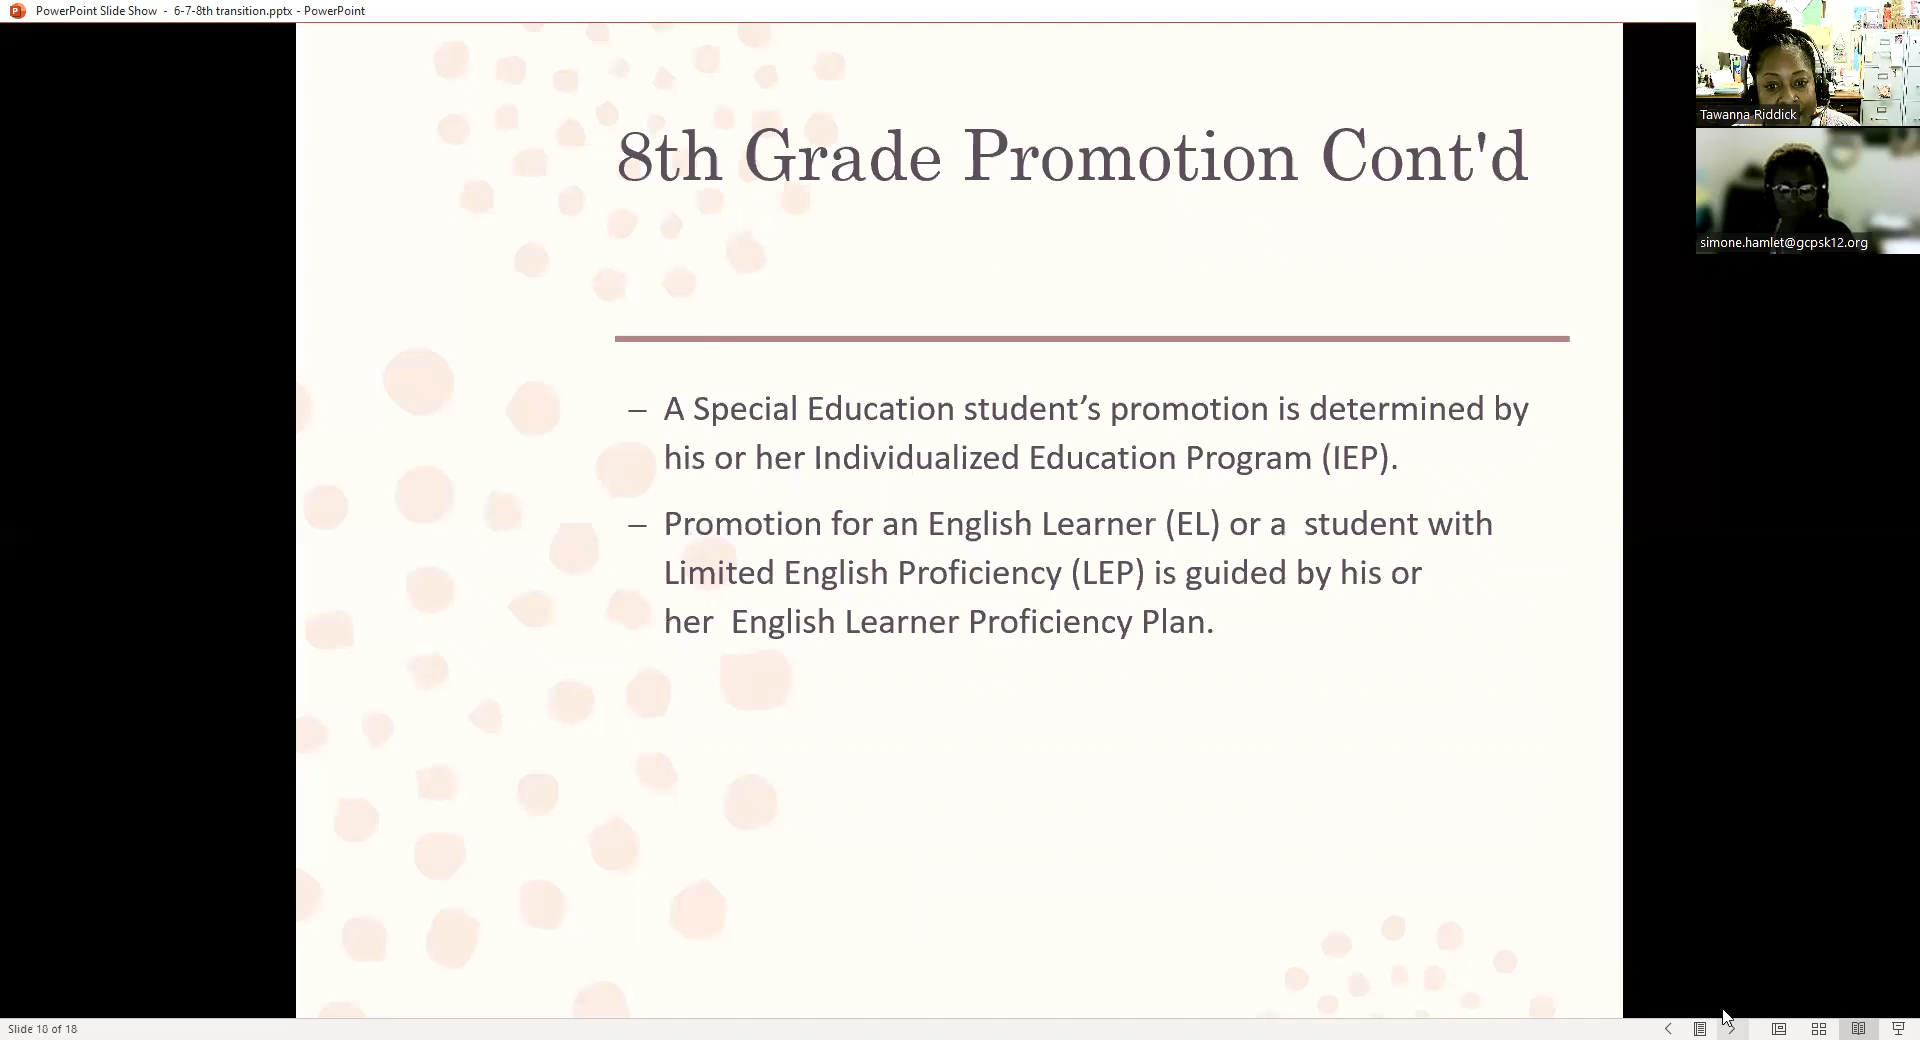 PowerPoint Slide Show - 6-7-8th transition.pptx - PowerPoint
Tawanna Riddick
simone.hamlet@gcpsk12.org
8th Grade Promotion Cont'd
– A Special Education student’s promotion is determined by
his or her Individualized Education Program (IEP).
– Promotion for an English Learner (EL) or a  student with
Limited English Proficiency (LEP) is guided by his or
her  English Learner Proficiency Plan.
Slide 10 of 18